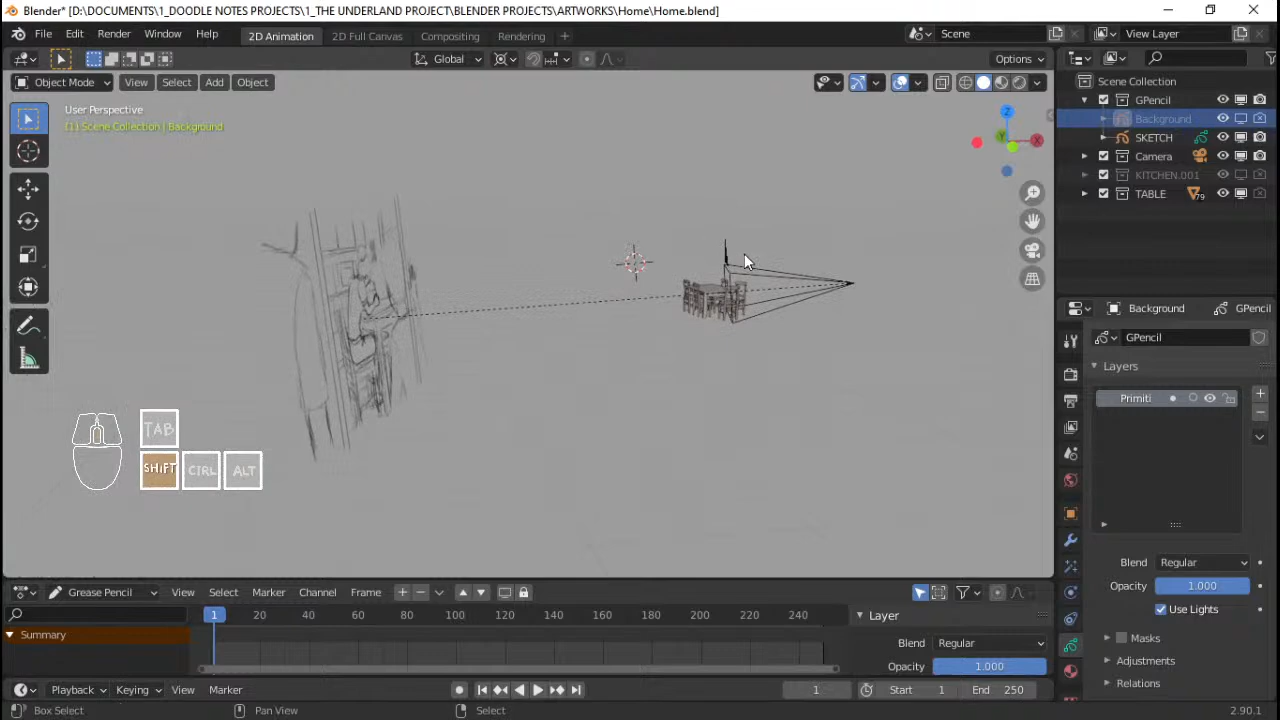 Blender* [D:\DOCUMENTS\1_DOODLE NOTES PROJECTS\1_THE UNDERLAND PROJECT\BLENDER PROJECTS\ARTWORKS\Home\Home.blend]
File Edit Render Window Help 2D Animation 2D Full Canvas Compositing Rendering + Scene View Layer
Global Options
Object Mode View Select Add Object
User Perspective
(1) Scene Collection | Background
Z
Y
X
Scene Collection
GPencil
Background
SKETCH
Camera
KITCHEN.001
TABLE 79
Background GPencil
GPencil
Layers
Primiti
Blend Regular
Opacity 1.000
Use Lights
Masks
Adjustments
Relations
TAB
SHIFT CTRL ALT
Grease Pencil View Select Marker Channel Frame
1 20 40 60 80 100 120 140 160 180 200 220 240
Summary
Layer
Blend Regular
Opacity 1.000
Playback Keying View Marker 1 Start 1 End 250
Box Select Pan View Select 2.90.1